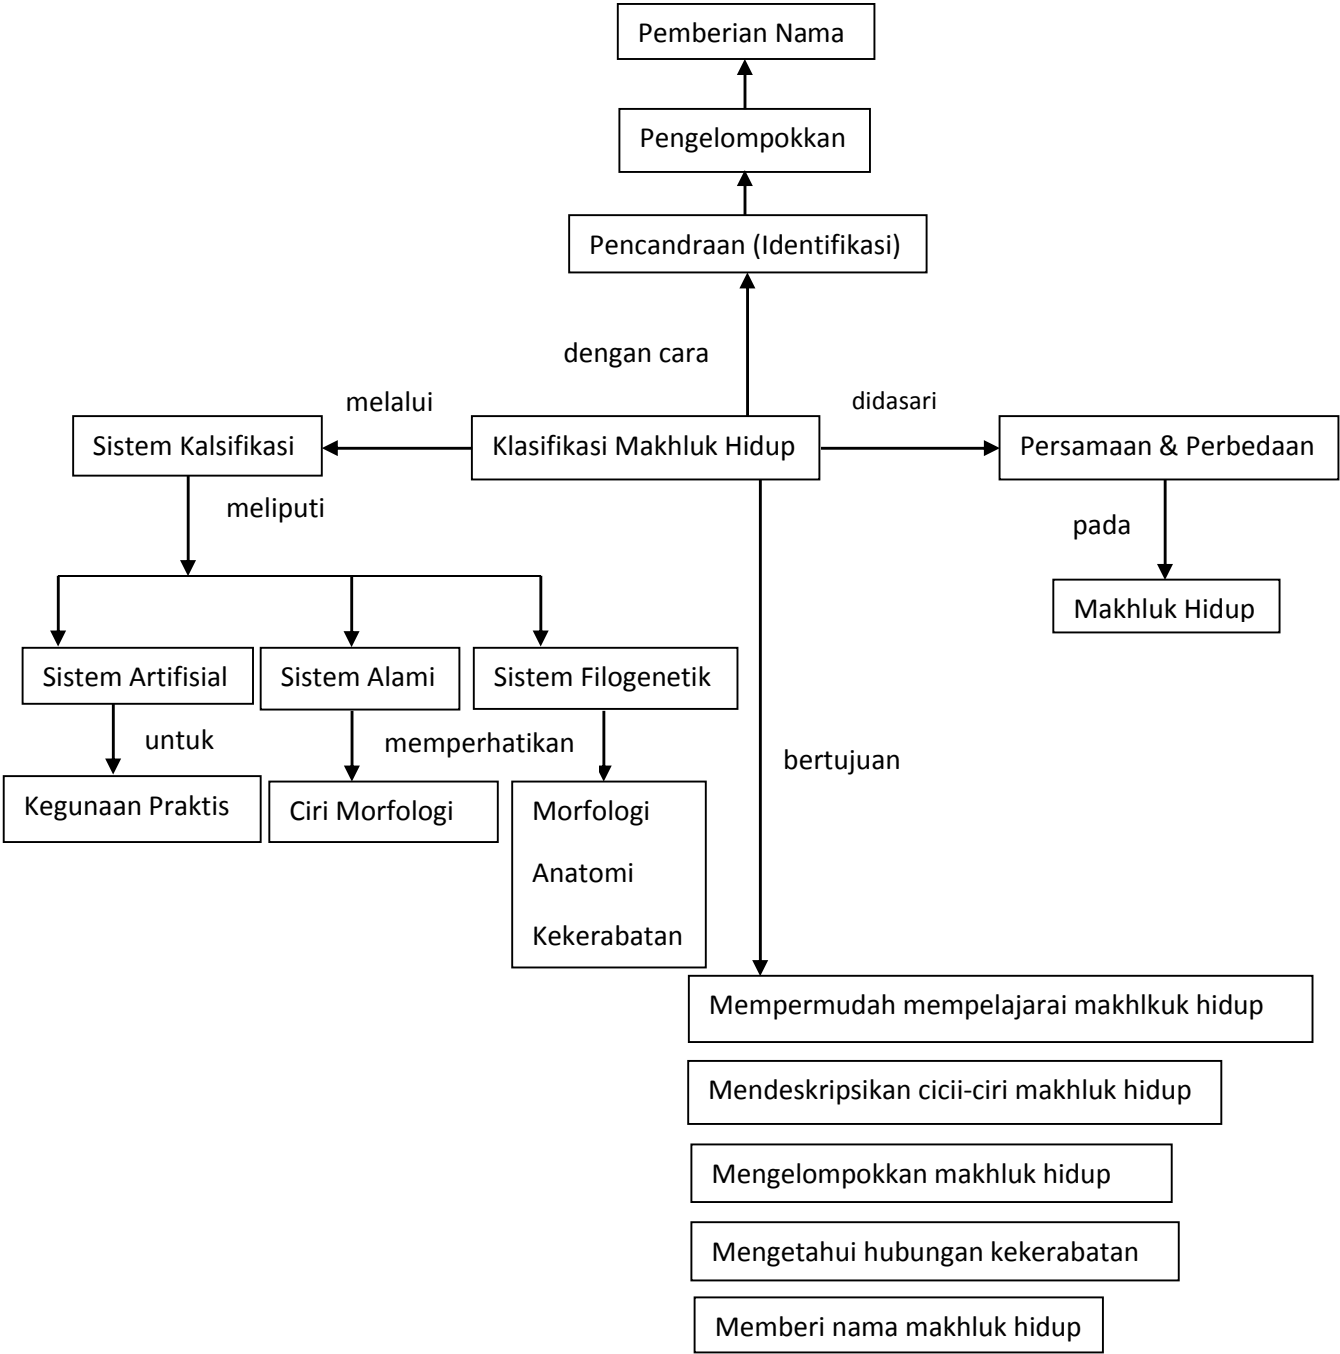 Pemberian Nama
Pengelompokkan
Pencandraan (Identifikasi)
dengan cara
melalui
didasari
Sistem Kalsifikasi
Klasifikasi Makhluk Hidup
Persamaan & Perbedaan
meliputi
pada
Makhluk Hidup
Sistem Artifisial
Sistem Alami
Sistem Filogenetik
untuk
memperhatikan
bertujuan
Kegunaan Praktis
Ciri Morfologi
Morfologi
Anatomi
Kekerabatan
Mempermudah mempelajarai makhlkuk hidup
Mendeskripsikan cicii-ciri makhluk hidup
Mengelompokkan makhluk hidup
Mengetahui hubungan kekerabatan
Memberi nama makhluk hidup